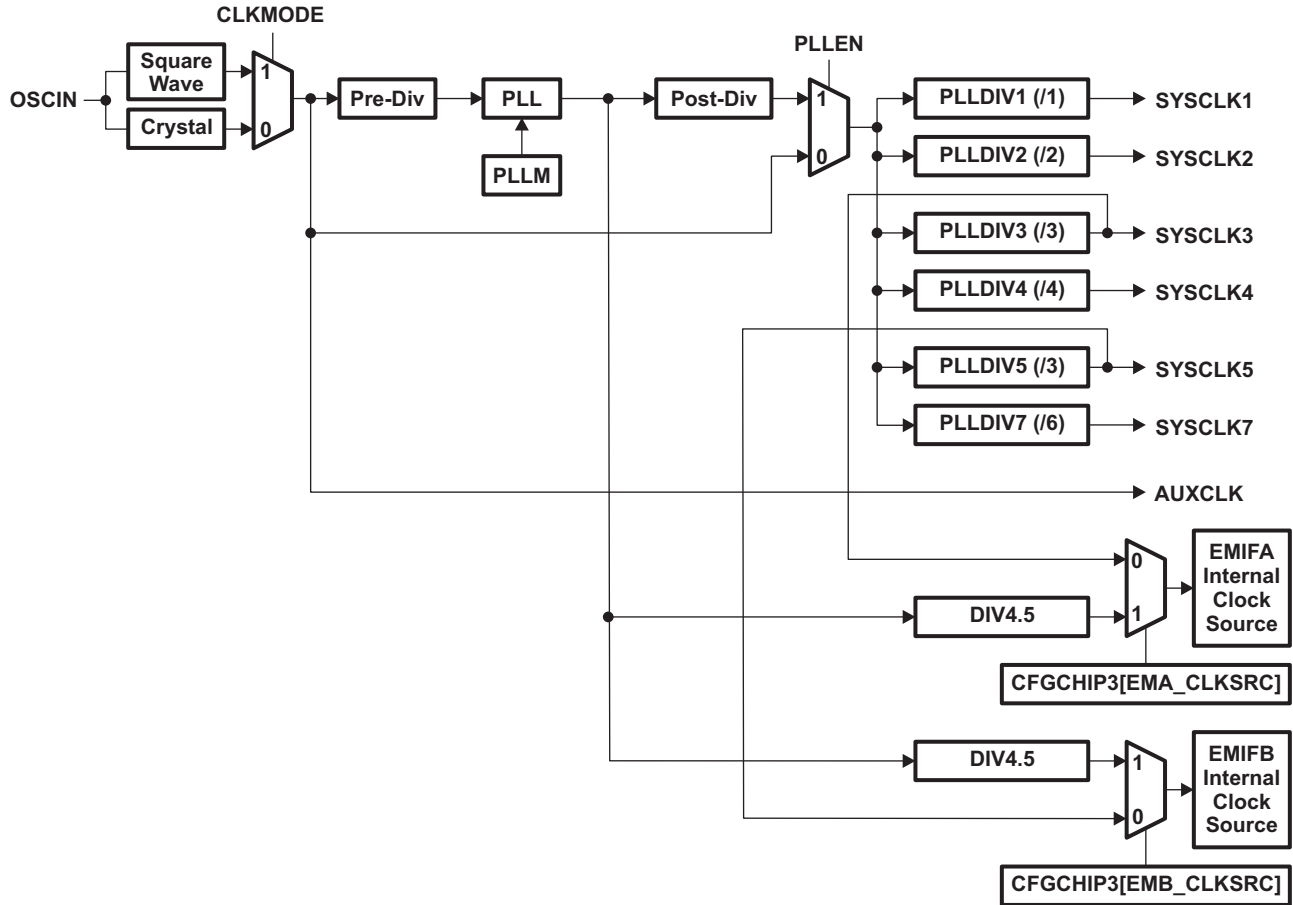 CLKMODE
PLLEN
OSCIN
Square
Wave
Crystal
1
0
Pre-Div
PLL
PLLM
Post-Div
1
0
PLLDIV1 (/1)
SYSCLK1
PLLDIV2 (/2)
SYSCLK2
PLLDIV3 (/3)
SYSCLK3
PLLDIV4 (/4)
SYSCLK4
PLLDIV5 (/3)
SYSCLK5
PLLDIV7 (/6)
SYSCLK7
AUXCLK
0
1
EMIFA
Internal
Clock
Source
DIV4.5
CFGCHIP3[EMA_CLKSRC]
DIV4.5
1
0
EMIFB
Internal
Clock
Source
CFGCHIP3[EMB_CLKSRC]